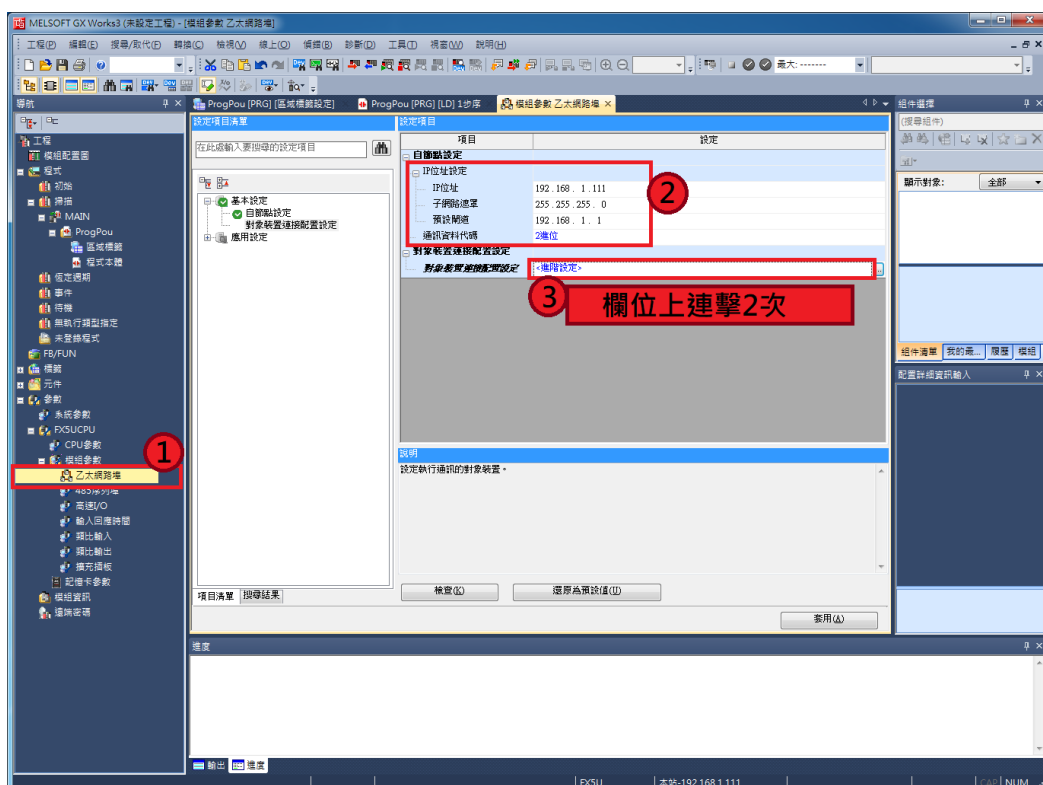 MELSOFT GX Works3 (未設定工程) - [模組參數 乙太網路埠]
工程(P) 編輯(E) 搜尋/取代(F) 轉換(C) 檢視(V) 線上(O) 偵錯(B) 診斷(D) 工具(T) 視窗(W) 說明(H)
最大: -------
導航
ProgPou [PRG] [區域標籤設定]
ProgPou [PRG] [LD] 1步序
模組參數 乙太網路埠
工程
模組配置圖
程式
初始
掃描
MAIN
ProgPou
區域標籤
程式本體
恆定週期
事件
待機
無執行類型指定
未登錄程式
FB/FUN
標籤
元件
參數
系統參數
FX5UCPU
CPU參數
1
模組參數
乙太網路埠
485序列埠
高速I/O
輸入回應時間
類比輸入
類比輸出
擴充插板
記憶卡參數
模組資訊
遠端密碼
設定項目清單
在此處輸入要搜尋的設定項目
基本設定
自節點設定
對象裝置連接配置設定
應用設定
項目清單 搜尋結果
設定項目
項目 設定
自節點設定
IP位址設定
IP位址 192 . 168 . 1 . 111
子網路遮罩 255 . 255 . 255 . 0
預設閘道 192 . 168 . 1 . 1
通訊資料代碼 2進位
2
對象裝置連接配置設定
對象裝置連接配置設定 <進階設定>
3
欄位上連擊2次
說明
設定執行通訊的對象裝置。
檢查(K) 還原為預設值(U)
套用(A)
組件選擇
(搜尋組件)
顯示對象: 全部
組件清單 我的最... 履歷 模組
配置詳細資訊輸入
進度
輸出 進度
FX5U 本站-192.168.1.111 CAP NUM